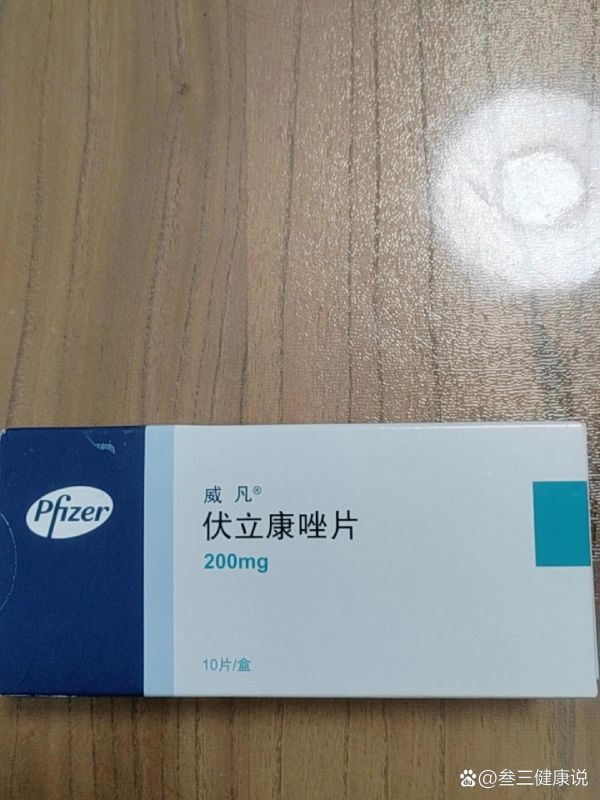 Pfizer
威凡®
伏立康唑片
200mg
10片/盒
@叁三健康说